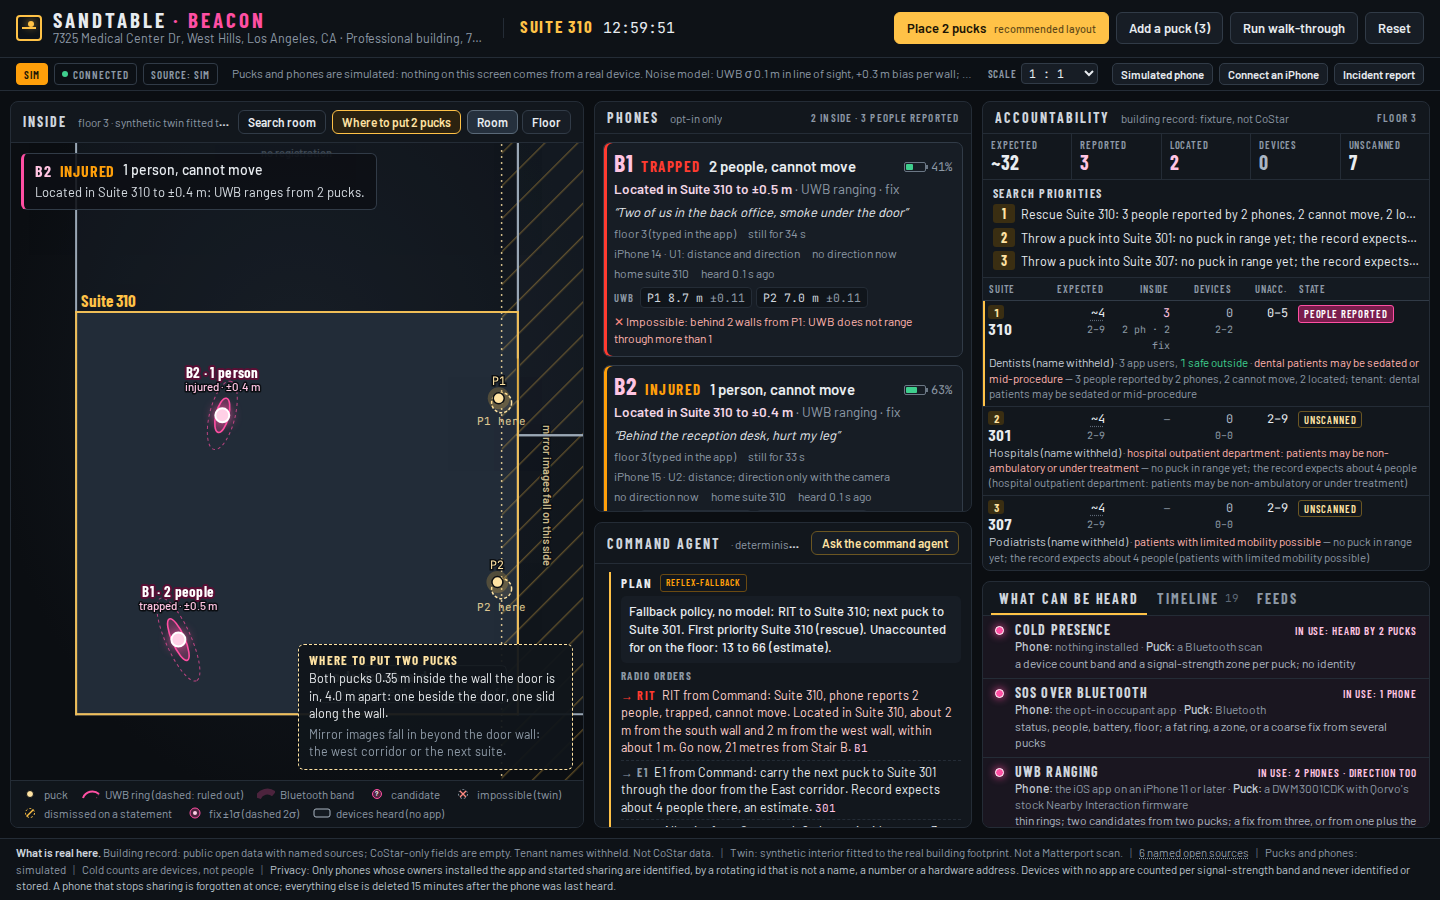 SANDTABLE · BEACON
7325 Medical Center Dr, West Hills, Los Angeles, CA · Professional building, 7...
SUITE 310 12:59:51
Place 2 pucks recommended layout
Add a puck (3)
Run walk-through
Reset
SIM
CONNECTED
SOURCE: SIM
Pucks and phones are simulated: nothing on this screen comes from a real device. Noise model: UWB σ 0.1 m in line of sight, +0.3 m bias per wall; ...
SCALE 1 : 1
Simulated phone
Connect an iPhone
Incident report
INSIDE floor 3 · synthetic twin fitted t...
Search room
Where to put 2 pucks
Room
Floor
no registration
B2 INJURED 1 person, cannot move
Located in Suite 310 to ±0.4 m: UWB ranges from 2 pucks.
Suite 310
B2 · 1 person
injured · ±0.4 m
P1
P1 here
mirror images fall on this side
P2
P2 here
B1 · 2 people
trapped · ±0.5 m
WHERE TO PUT TWO PUCKS
Both pucks 0.35 m inside the wall the door is
in, 4.0 m apart: one beside the door, one slid
along the wall.
Mirror images fall in beyond the door wall:
the west corridor or the next suite.
puck
UWB ring (dashed: ruled out)
Bluetooth band
candidate
impossible (twin)
dismissed on a statement
fix ±1σ (dashed 2σ)
devices heard (no app)
PHONES opt-in only
2 INSIDE · 3 PEOPLE REPORTED
B1 TRAPPED 2 people, cannot move 41%
Located in Suite 310 to ±0.5 m · UWB ranging · fix
"Two of us in the back office, smoke under the door"
floor 3 (typed in the app) still for 34 s
iPhone 14 · U1: distance and direction no direction now
home suite 310 heard 0.1 s ago
UWB P1 8.7 m ±0.11 P2 7.0 m ±0.11
✕ Impossible: behind 2 walls from P1: UWB does not range
through more than 1
B2 INJURED 1 person, cannot move 63%
Located in Suite 310 to ±0.4 m · UWB ranging · fix
"Behind the reception desk, hurt my leg"
floor 3 (typed in the app) still for 33 s
iPhone 15 · U2: distance; direction only with the camera
no direction now home suite 310 heard 0.1 s ago
COMMAND AGENT · determinis...
Ask the command agent
PLAN REFLEX-FALLBACK
Fallback policy, no model: RIT to Suite 310; next puck to
Suite 301. First priority Suite 310 (rescue). Unaccounted
for on the floor: 13 to 66 (estimate).
RADIO ORDERS
→ RIT RIT from Command: Suite 310, phone reports 2
people, trapped, cannot move. Located in Suite 310, about 2
m from the south wall and 2 m from the west wall, within
about 1 m. Go now, 21 metres from Stair B. B1
→ E1 E1 from Command: carry the next puck to Suite 301
through the door from the East corridor. Record expects
about 4 people there, an estimate. 301
ACCOUNTABILITY building record: fixture, not CoStar
FLOOR 3
EXPECTED REPORTED LOCATED DEVICES UNSCANNED
~32 3 2 0 7
SEARCH PRIORITIES
1 Rescue Suite 310: 3 people reported by 2 phones, 2 cannot move, 2 lo...
2 Throw a puck into Suite 301: no puck in range yet; the record expects...
3 Throw a puck into Suite 307: no puck in range yet; the record expects...
SUITE EXPECTED INSIDE DEVICES UNACC. STATE
1 ~4 3 0 0–5 PEOPLE REPORTED
310 2–9 2 ph · 2 2–2
fix
Dentists (name withheld) · 3 app users, 1 safe outside · dental patients may be sedated or
mid-procedure — 3 people reported by 2 phones, 2 cannot move, 2 located; tenant: dental
patients may be sedated or mid-procedure
2 ~4 — 0 2–9 UNSCANNED
301 2–9 0–0
Hospitals (name withheld) · hospital outpatient department: patients may be non-
ambulatory or under treatment — no puck in range yet; the record expects about 4 people
(hospital outpatient department: patients may be non-ambulatory or under treatment)
3 ~4 — 0 2–9 UNSCANNED
307 2–9 0–0
Podiatrists (name withheld) · patients with limited mobility possible — no puck in range
yet; the record expects about 4 people (patients with limited mobility possible)
WHAT CAN BE HEARD
TIMELINE 19
FEEDS
COLD PRESENCE IN USE: HEARD BY 2 PUCKS
Phone: nothing installed · Puck: a Bluetooth scan
a device count band and a signal-strength zone per puck; no identity
SOS OVER BLUETOOTH IN USE: 1 PHONE
Phone: the opt-in occupant app · Puck: Bluetooth
status, people, battery, floor; a fat ring, a zone, or a coarse fix from several
pucks
UWB RANGING IN USE: 2 PHONES · DIRECTION TOO
Phone: the iOS app on an iPhone 11 or later · Puck: a DWM3001CDK with Qorvo's
stock Nearby Interaction firmware
thin rings; two candidates from two pucks; a fix from three, or from one plus the
What is real here. Building record: public open data with named sources; CoStar-only fields are empty. Tenant names withheld. Not CoStar data. | Twin: synthetic interior fitted to the real building footprint. Not a Matterport scan. | 6 named open sources | Pucks and phones:
simulated | Cold counts are devices, not people | Privacy: Only phones whose owners installed the app and started sharing are identified, by a rotating id that is not a name, a number or a hardware address. Devices with no app are counted per signal-strength band and never identified or
stored. A phone that stops sharing is forgotten at once; everything else is deleted 15 minutes after the phone was last heard.